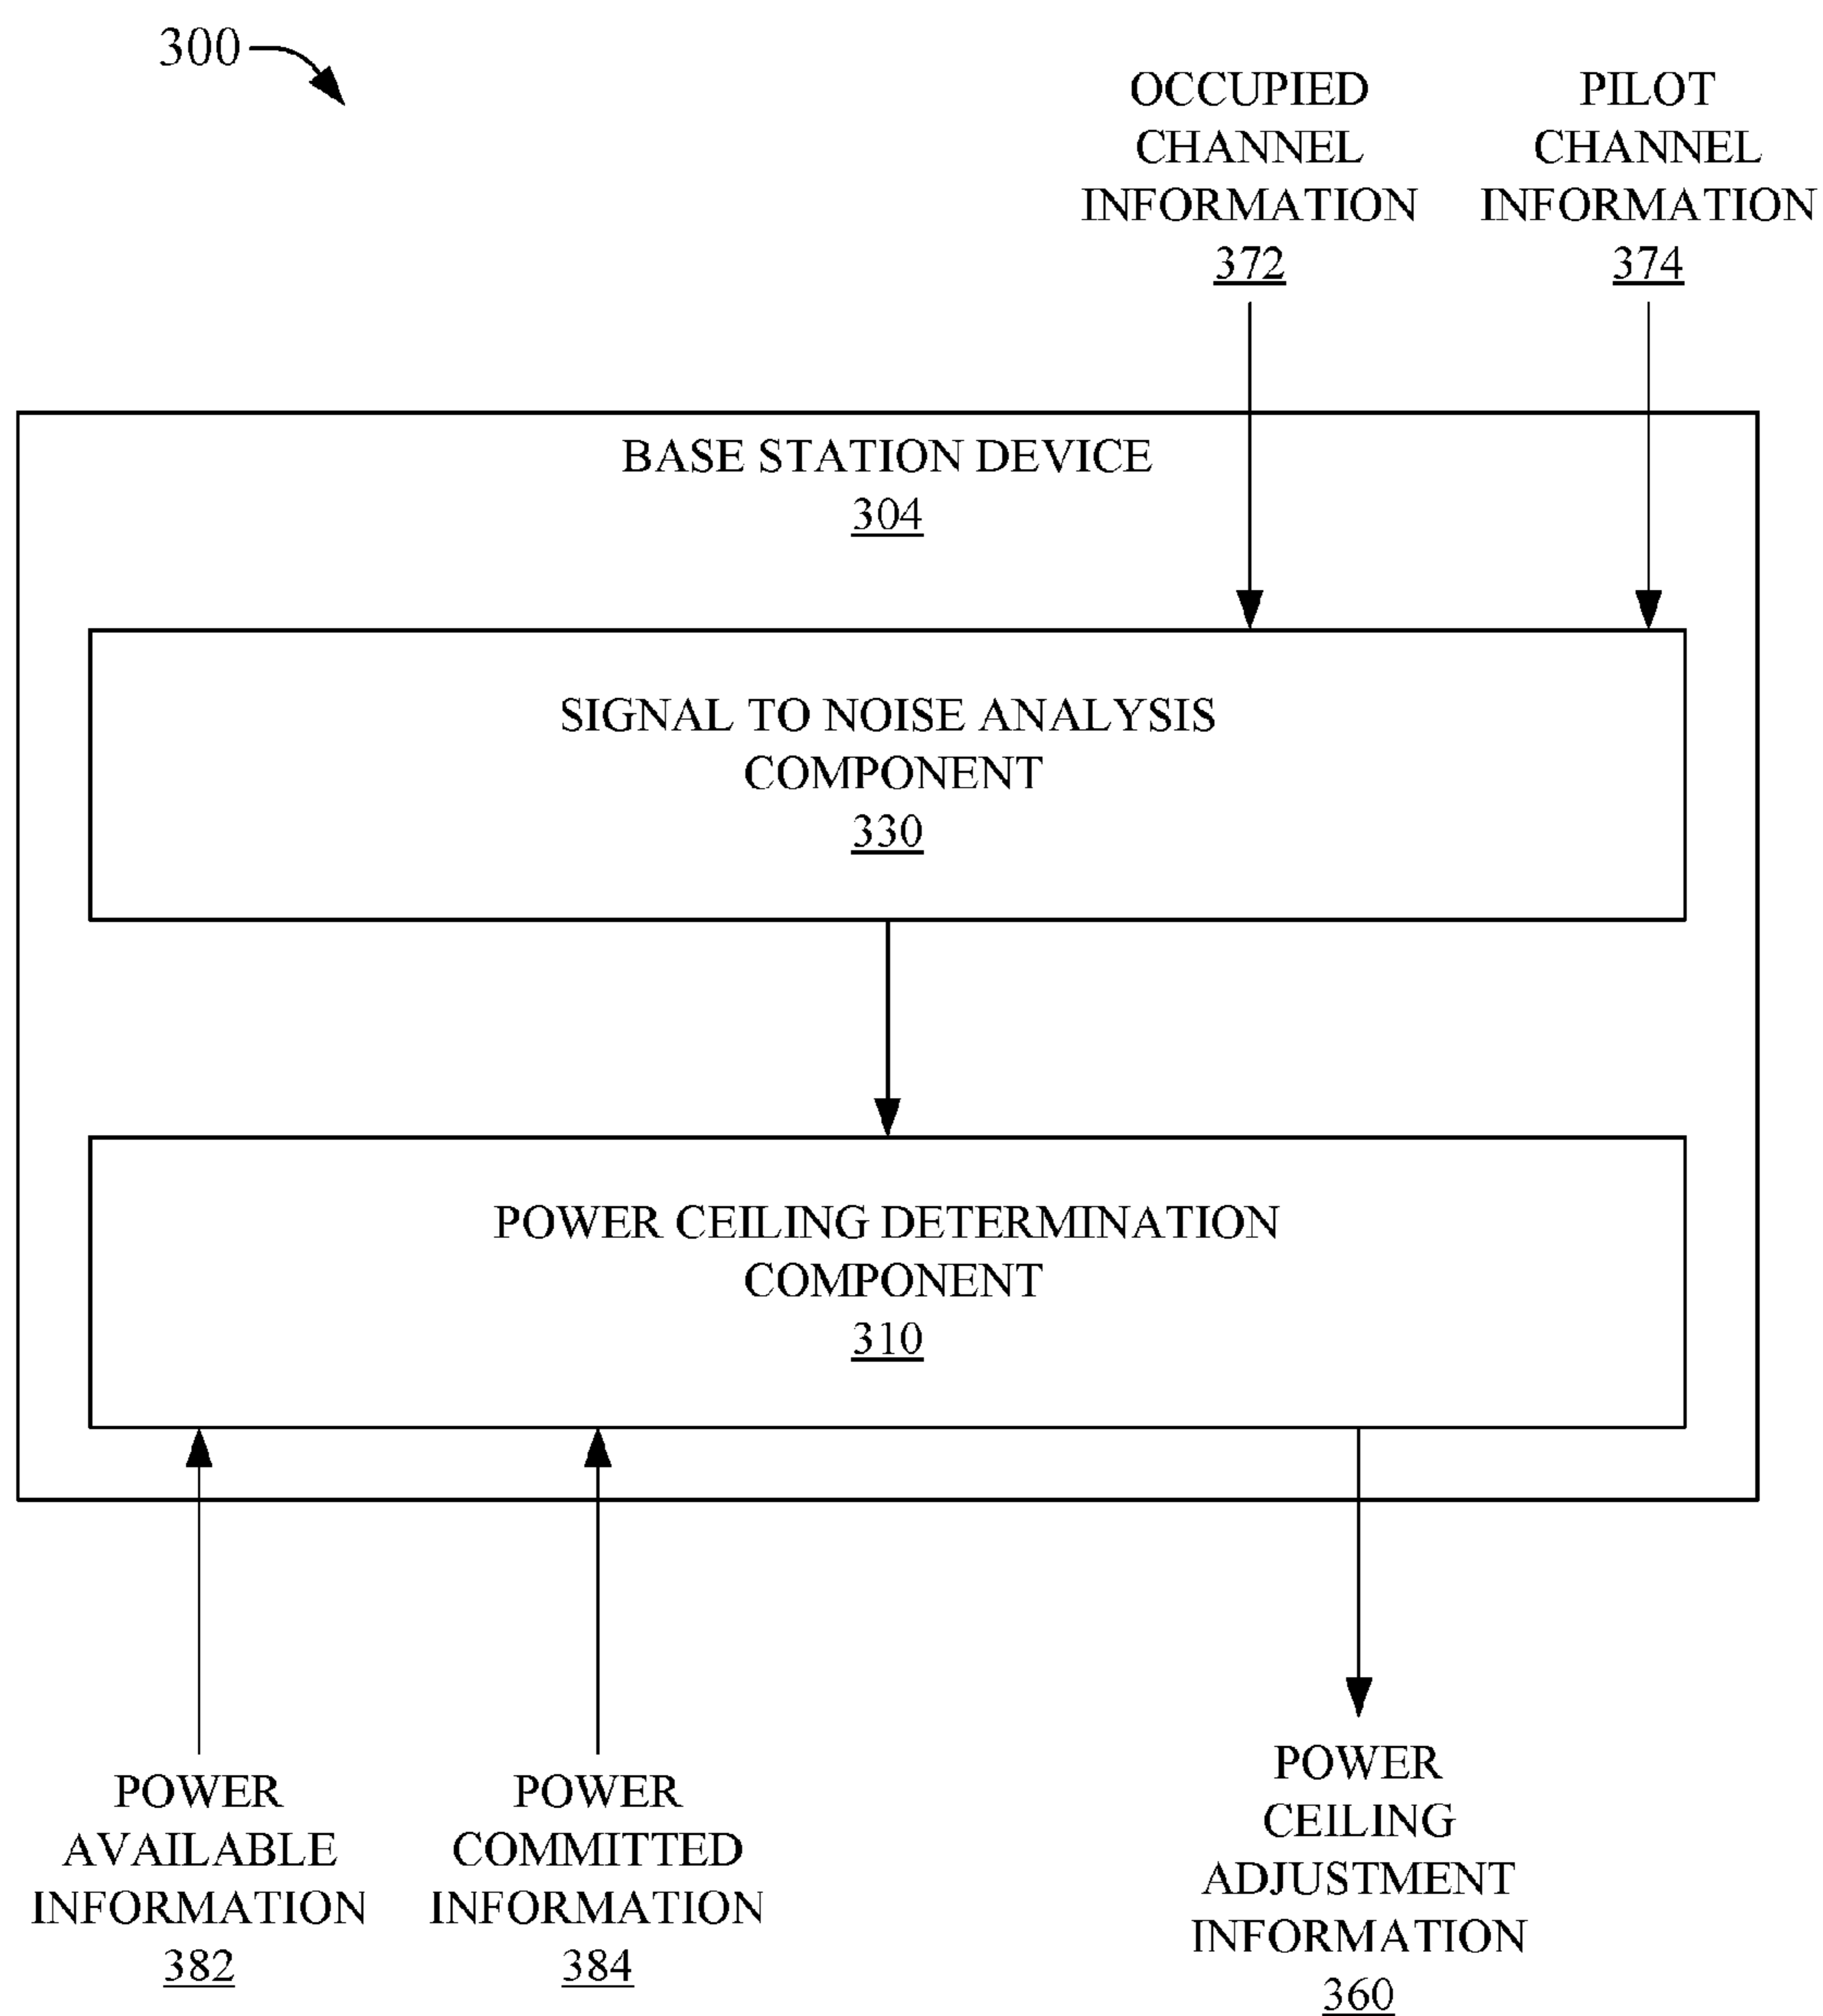 300
OCCUPIED
CHANNEL
INFORMATION
372
PILOT
CHANNEL
INFORMATION
374
BASE STATION DEVICE
304
SIGNAL TO NOISE ANALYSIS
COMPONENT
330
POWER CEILING DETERMINATION
COMPONENT
310
POWER
AVAILABLE
INFORMATION
382
POWER
COMMITTED
INFORMATION
384
POWER
CEILING
ADJUSTMENT
INFORMATION
360